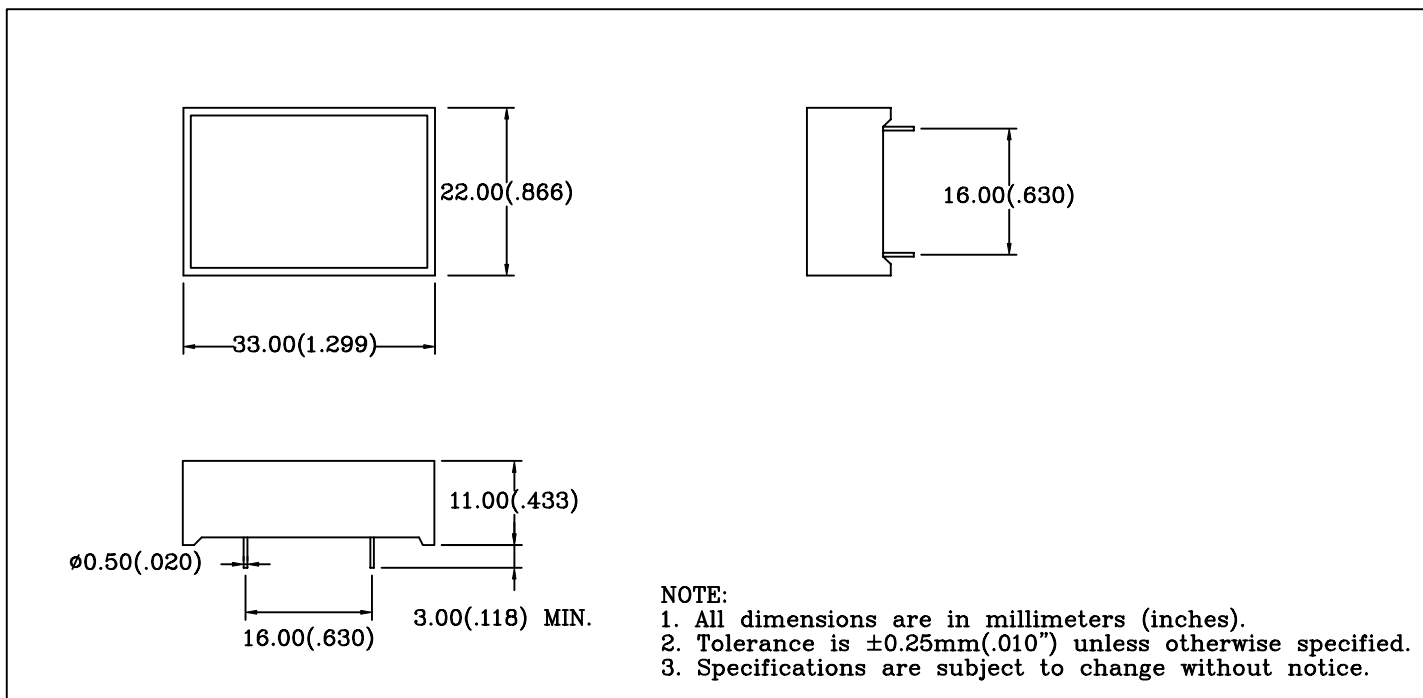 22.00(.866)
16.00(.630)
33.00(1.299)
11.00(.433)
ø0.50(.020)
3.00(.118) MIN.
16.00(.630)
NOTE:
1. All dimensions are in millimeters (inches).
2. Tolerance is ±0.25mm(.010") unless otherwise specified.
3. Specifications are subject to change without notice.